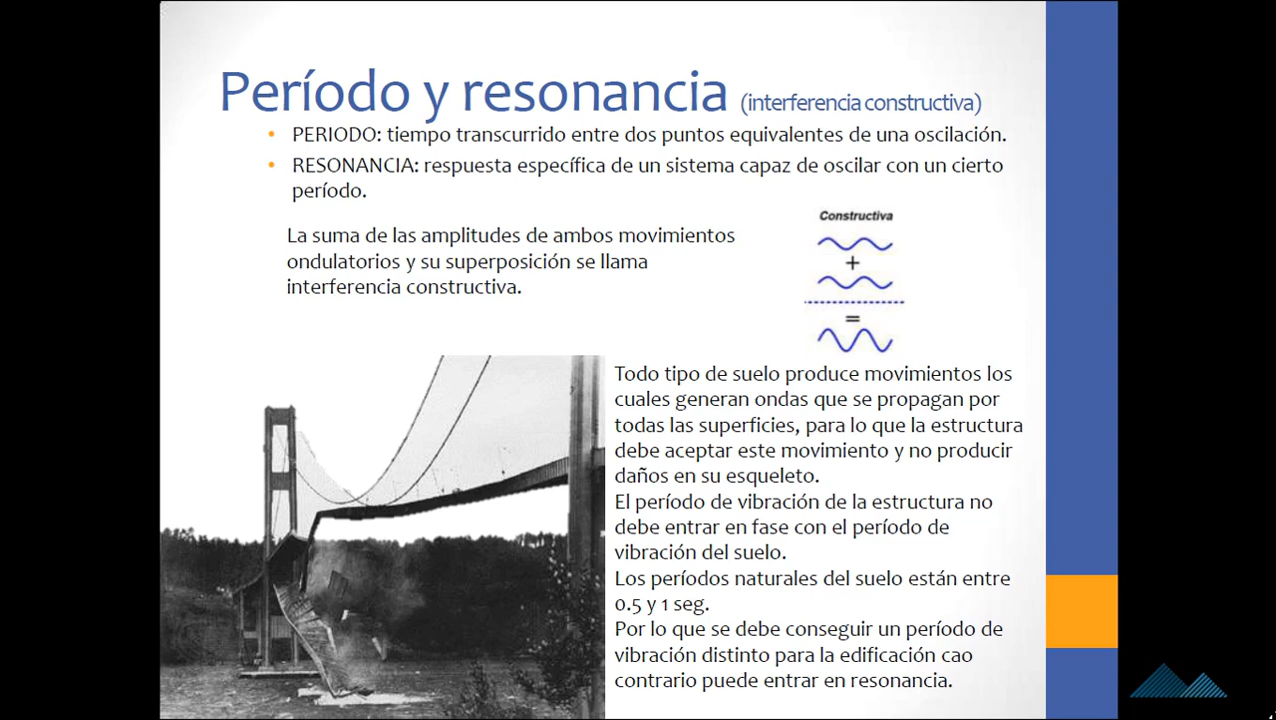 Período y resonancia (interferencia constructiva)
• PERIODO: tiempo transcurrido entre dos puntos equivalentes de una oscilación.
• RESONANCIA: respuesta específica de un sistema capaz de oscilar con un cierto
período.
La suma de las amplitudes de ambos movimientos
ondulatorios y su superposición se llama
interferencia constructiva.
Constructiva
+
=
Todo tipo de suelo produce movimientos los
cuales generan ondas que se propagan por
todas las superficies, para lo que la estructura
debe aceptar este movimiento y no producir
daños en su esqueleto.
El período de vibración de la estructura no
debe entrar en fase con el período de
vibración del suelo.
Los períodos naturales del suelo están entre
0.5 y 1 seg.
Por lo que se debe conseguir un período de
vibración distinto para la edificación cao
contrario puede entrar en resonancia.